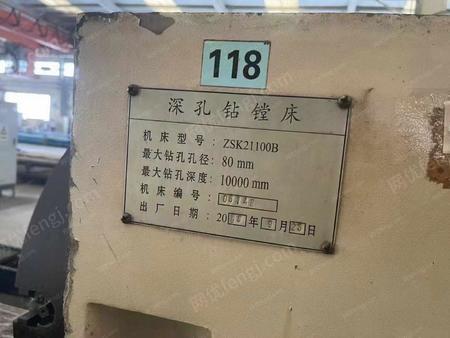 118
深孔钻镗床
机床型号: ZSK21100B
最大钻孔孔径: 80 mm
最大钻孔深度: 10000 mm
机床编号:
出厂日期: 20 年 月 日